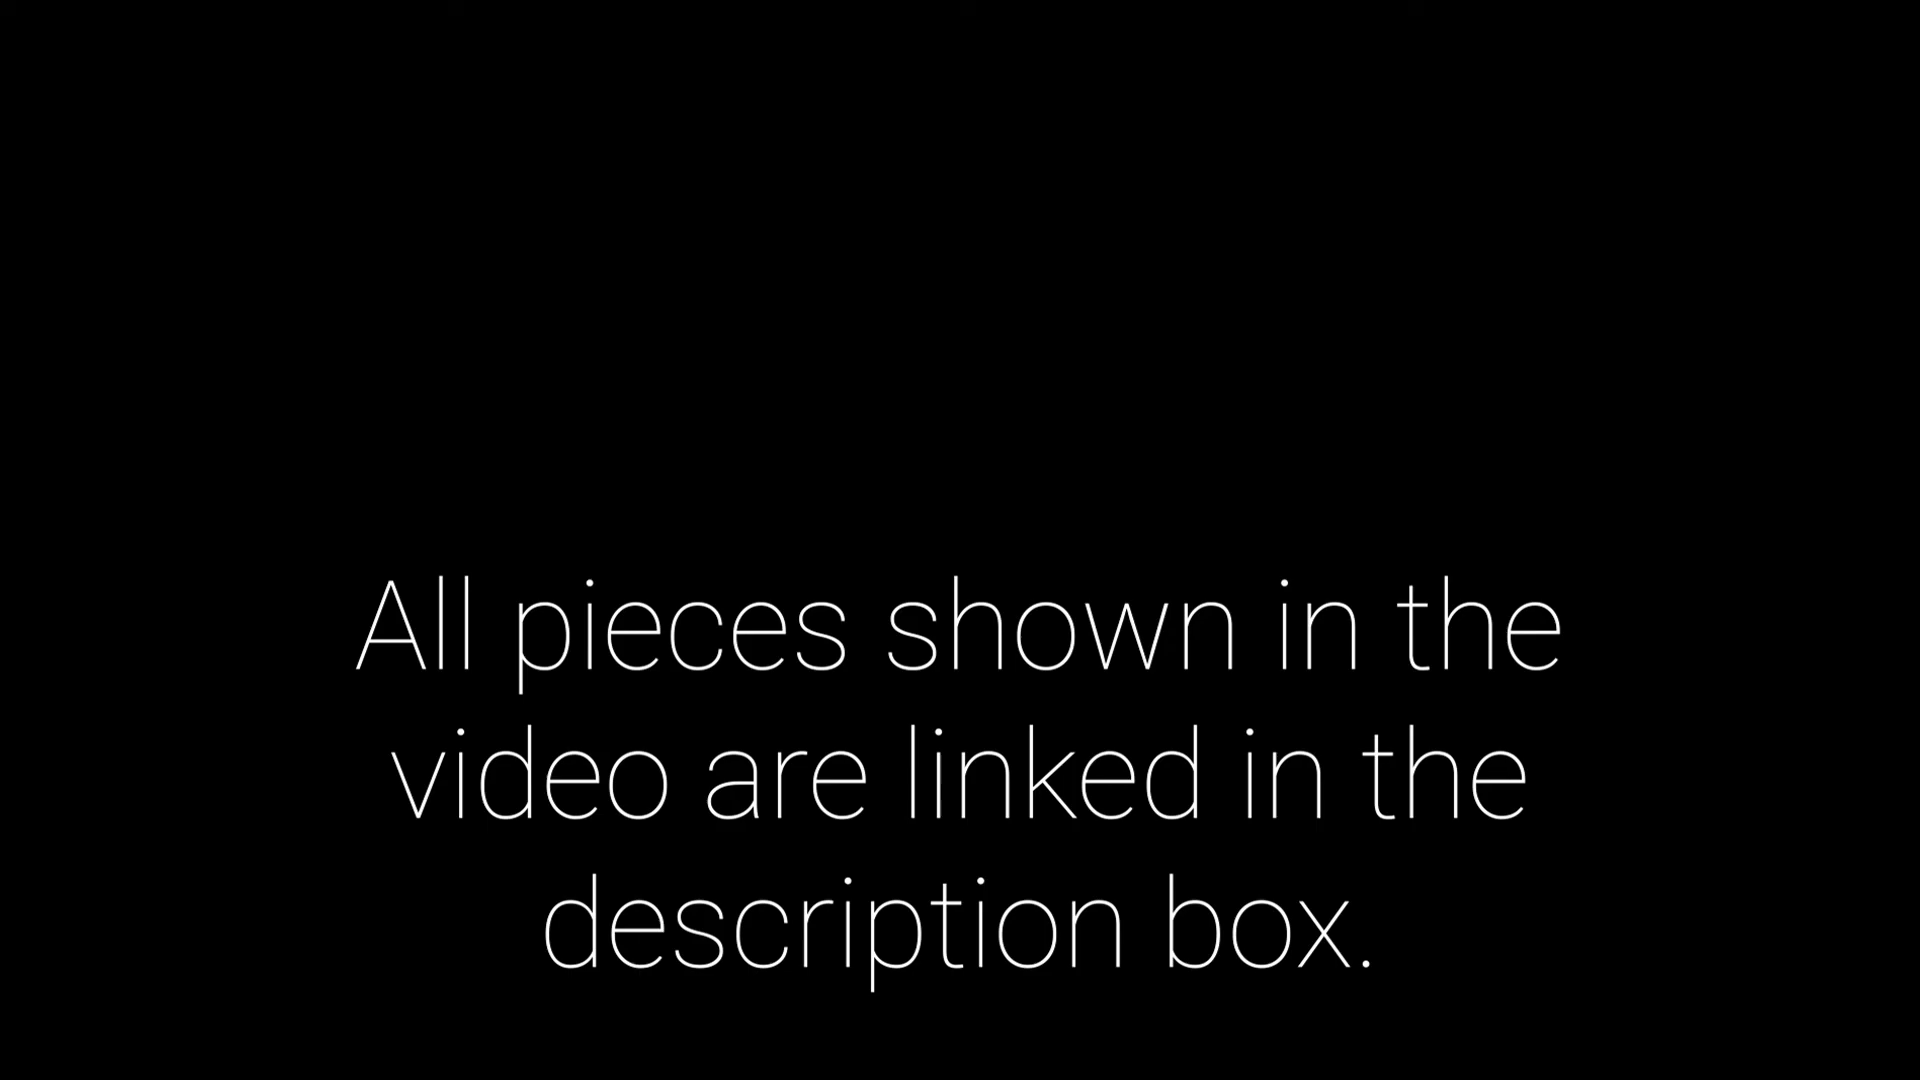 All pieces shown in the
video are linked in the
description box.